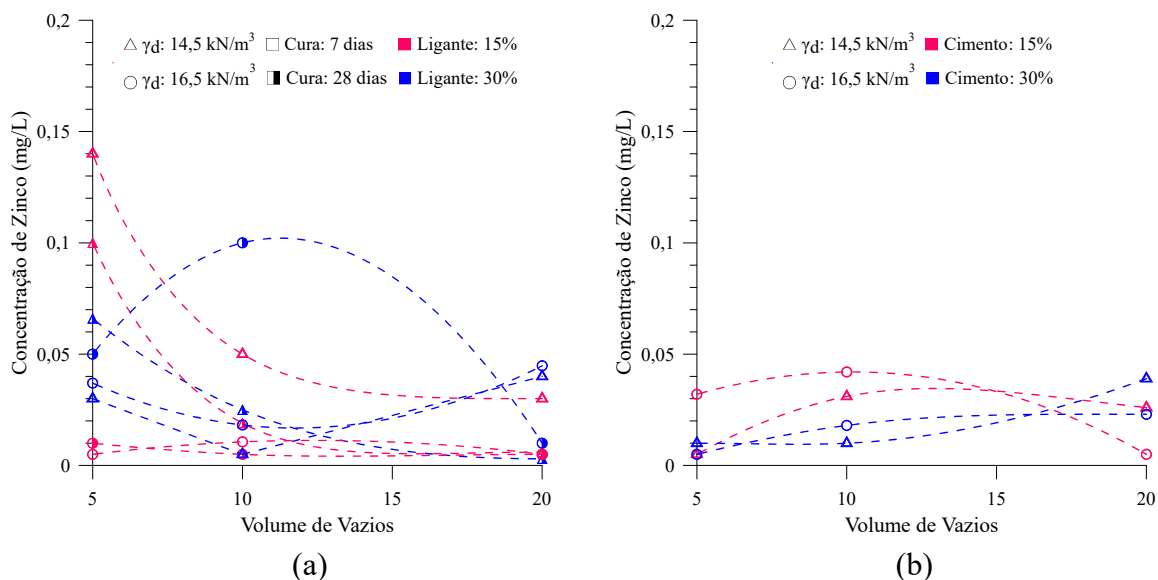 0,2
0,15
0,1
0,05
0
Concentração de Zinco (mg/L)
γd: 14,5 kN/m³ Cura: 7 dias Ligante: 15%
γd: 16,5 kN/m³ Cura: 28 dias Ligante: 30%
5 10 15 20
Volume de Vazios
(a)
0,2
0,15
0,1
0,05
0
Concentração de Zinco (mg/L)
γd: 14,5 kN/m³ Cimento: 15%
γd: 16,5 kN/m³ Cimento: 30%
5 10 15 20
Volume de Vazios
(b)